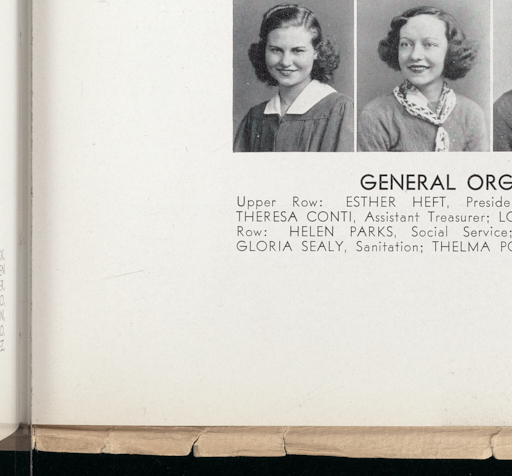 GENERAL ORG
Upper Row: ESTHER HEFT, Preside
THERESA CONTI, Assistant Treasurer; LO
Row: HELEN PARKS, Social Service;
GLORIA SEALY, Sanitation; THELMA PO